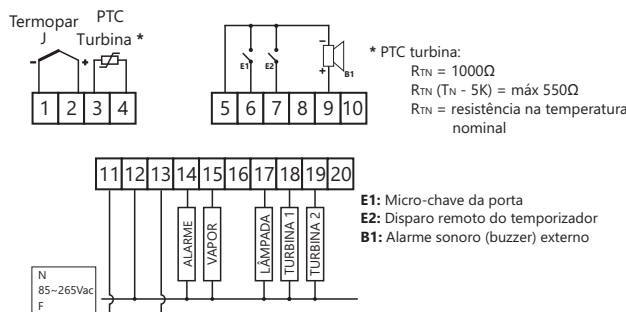 Termopar
J
PTC
Turbina *
- +
1 2 3 4
E1 E2
-
+
B1
5 6 7 8 9 10
* PTC turbina:
RTN = 1000Ω
RTN (TN - 5K) = máx 550Ω
RTN = resistência na temperatura
nominal
11 12 13 14 15 16 17 18 19 20
ALARME
VAPOR
LÂMPADA
TURBINA 1
TURBINA 2
E1: Micro-chave da porta
E2: Disparo remoto do temporizador
B1: Alarme sonoro (buzzer) externo
N
85~265Vac
F